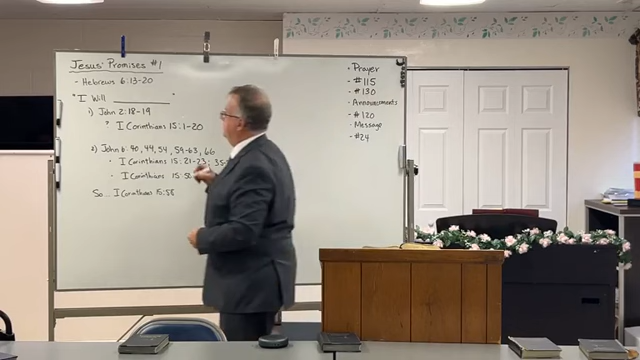 Jesus' Promises #1
- Hebrews 6:13-20
"I Will ________"
1) John 2:18-19
I Corinthians 15:1-20
2) John 6:40, 44, 54, 59-63, 66
· I Corinthians 15:21-23; 35-
· I Corinthians 15:50
So... I Corinthians 15:58
Prayer
- #115
- #130
- Announcements
- #120
- Message
- #24